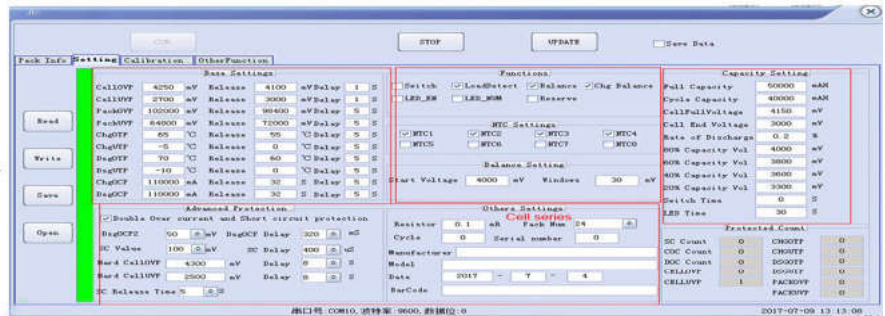 STOP
UPDATE
Save Data
Pack Info Setting Calibration OtherFunction
Base Settings
CellOVP 4250 mV Release 4100 mV Delay 1 S
CellUVP 2700 mV Release 3000 mV Delay 1 S
PackOVP 102000 mV Release 98400 mV Delay 5 S
PackUVP 64800 mV Release 72000 mV Delay 5 S
ChgOTP 65 ℃ Release 55 ℃ Delay 5 S
ChgUTP -5 ℃ Release 0 ℃ Delay 5 S
DsgOTP 70 ℃ Release 60 ℃ Delay 5 S
DsgUTP -10 ℃ Release 0 ℃ Delay 5 S
ChgOCP 110000 mA Release 32 S Delay 5 S
DsgOCP 110000 mA Release 32 S Delay 5 S
Read
Write
Save
Open
Functions
Switch LoadDetect Balance Chg Balance
LED_EN LED_NUM Reserve
NTC Settings
NTC1 NTC2 NTC3 NTC4
NTC5 NTC6 NTC7 NTC8
Balance Setting
Start Voltage 4000 mV Windows 30 mV
Capacity Setting
Full Capacity 50000 mAH
Cycle Capacity 40000 mAH
CellFullVoltage 4150 mV
Cell End Voltage 3000 mV
Rate of Discharge 0.2 %
80% Capacity Vol 4000 mV
60% Capacity Vol 3800 mV
40% Capacity Vol 3600 mV
20% Capacity Vol 3300 mV
Switch Time 0 S
LED Time 30 S
Advanced Protection
Double Over current and Short circuit protection
DsgOCP2 50 mV DsgOCP Delay 320 mS
SC Value 100 mV SC Delay 400 uS
Hard CellOVP 4300 mV Delay 8 S
Hard CellUVP 2500 mV Delay 8 S
SC Release Time 5 S
Others Settings
Cell series
Resistor 0.1 mR Pack Num 24
Cycle 0 Serial number 0
Manufacturer
Model
Date 2017 - 7 - 4
BarCode
Protected Count
SC Count 0 CHGOTP 0
COC Count 0 CHGUTP 0
DOC Count 0 DSGOTP 0
CELLOVP 0 DSGUTP 0
CELLUVP 1 PACKOVP 0
PACKUVP 0
串口号:COM10,波特率:9600,数据位:8
2017-07-09 13:13:08